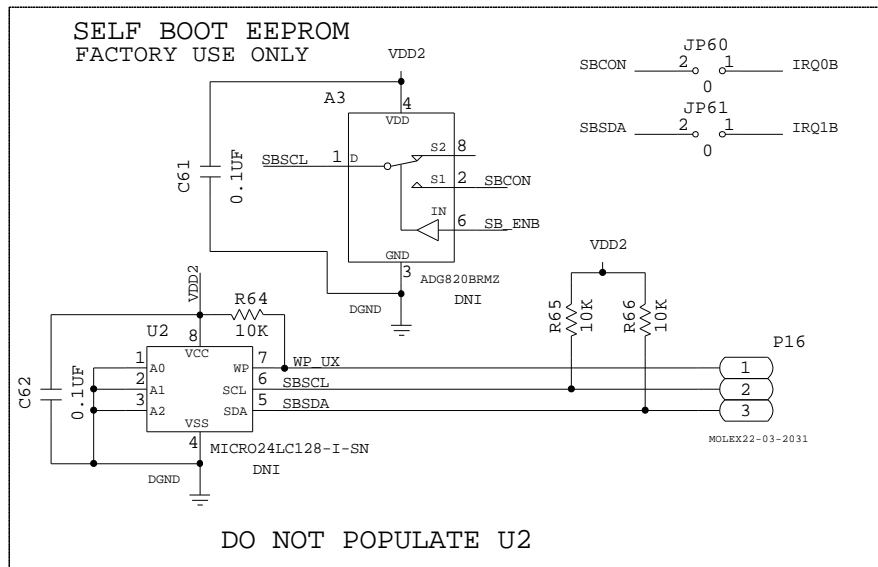 SELF BOOT EEPROM
FACTORY USE ONLY
VDD2
A3
4
VDD
C61
0.1UF
SBSCL
1
D
S2
8
S1
2
SBCON
IN
6
SB_ENB
GND
3
ADG820BRMZ
DNI
DGND
JP60
SBCON
2
1
IRQ0B
0
JP61
SBSDA
2
1
IRQ1B
0
VDD2
R65
10K
R66
10K
VDD2
R64
10K
U2
8
VCC
C62
0.1UF
1
A0
2
A1
3
A2
WP
7
WP_UX
SCL
6
SBSCL
SDA
5
SBSDA
VSS
4
MICRO24LC128-I-SN
DNI
DGND
P16
1
2
3
MOLEX22-03-2031
DO NOT POPULATE U2